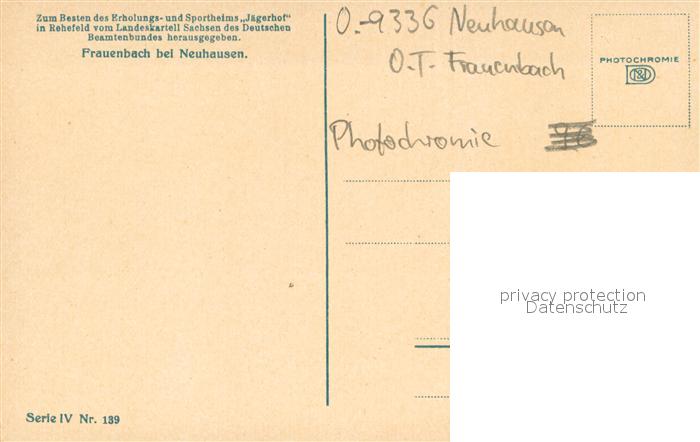 Zum Besten des Erholungs- und Sportheims „Jägerhof"
in Rehefeld vom Landeskartell Sachsen des Deutschen
Beamtenbundes herausgegeben.
Frauenbach bei Neuhausen.
O.-9336 Neuhausen
O.T. Frauenbach
Photochromie
PHOTOCHROMIE
privacy protection
Datenschutz
Serie IV Nr. 139